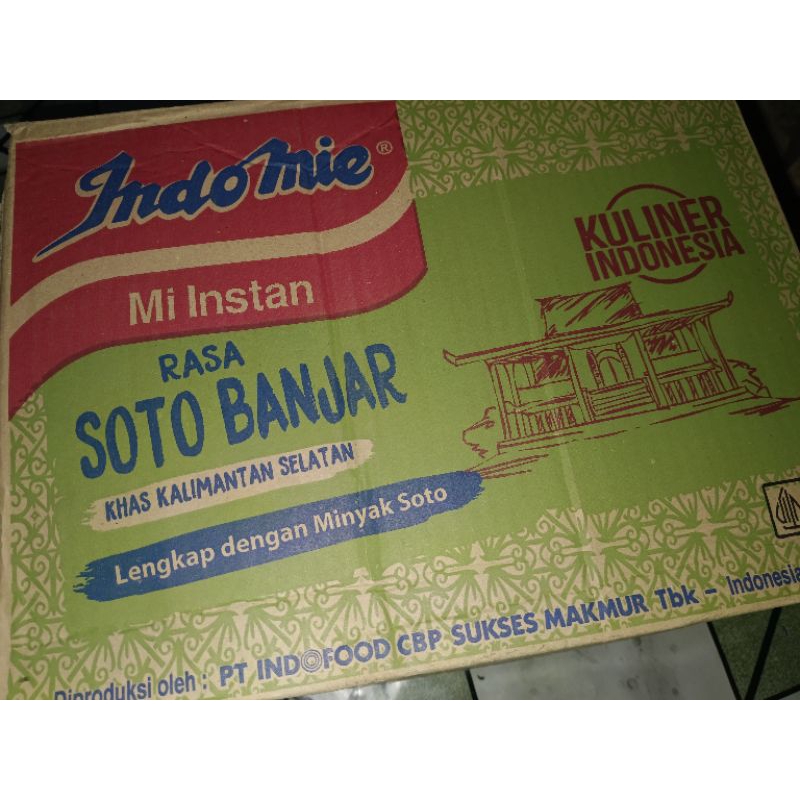 Indomie®
Mi Instan
RASA
SOTO BANJAR
KHAS KALIMANTAN SELATAN
Lengkap dengan Minyak Soto
KULINER
INDONESIA
Diproduksi oleh : PT INDOFOOD CBP SUKSES MAKMUR Tbk – Indonesia